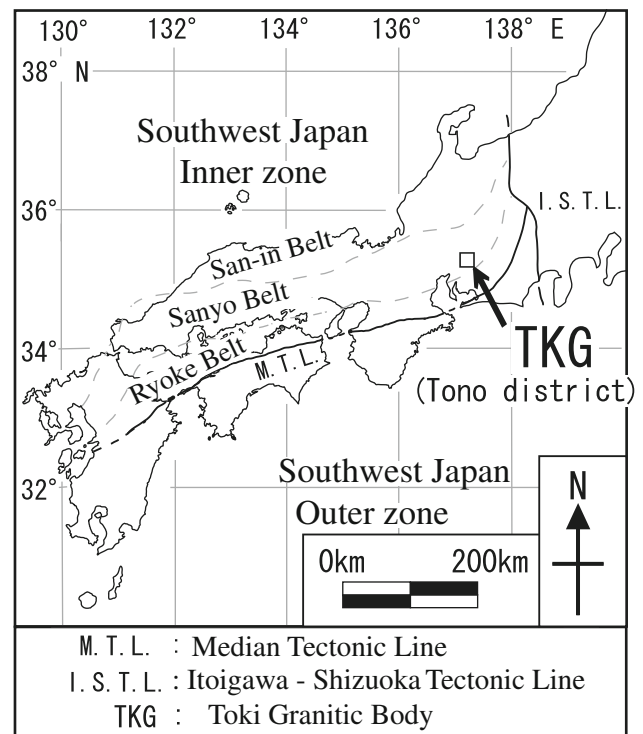 130° 132° 134° 136° 138° E
38° N
Southwest Japan
Inner zone
I. S. T. L.
36°
San-in Belt
Sanyo Belt
TKG
34°
Ryoke Belt
M. T. L.
(Tono district)
Southwest Japan
Outer zone
32°
N
0km 200km
M. T. L. : Median Tectonic Line
I. S. T. L. : Itoigawa - Shizuoka Tectonic Line
TKG : Toki Granitic Body